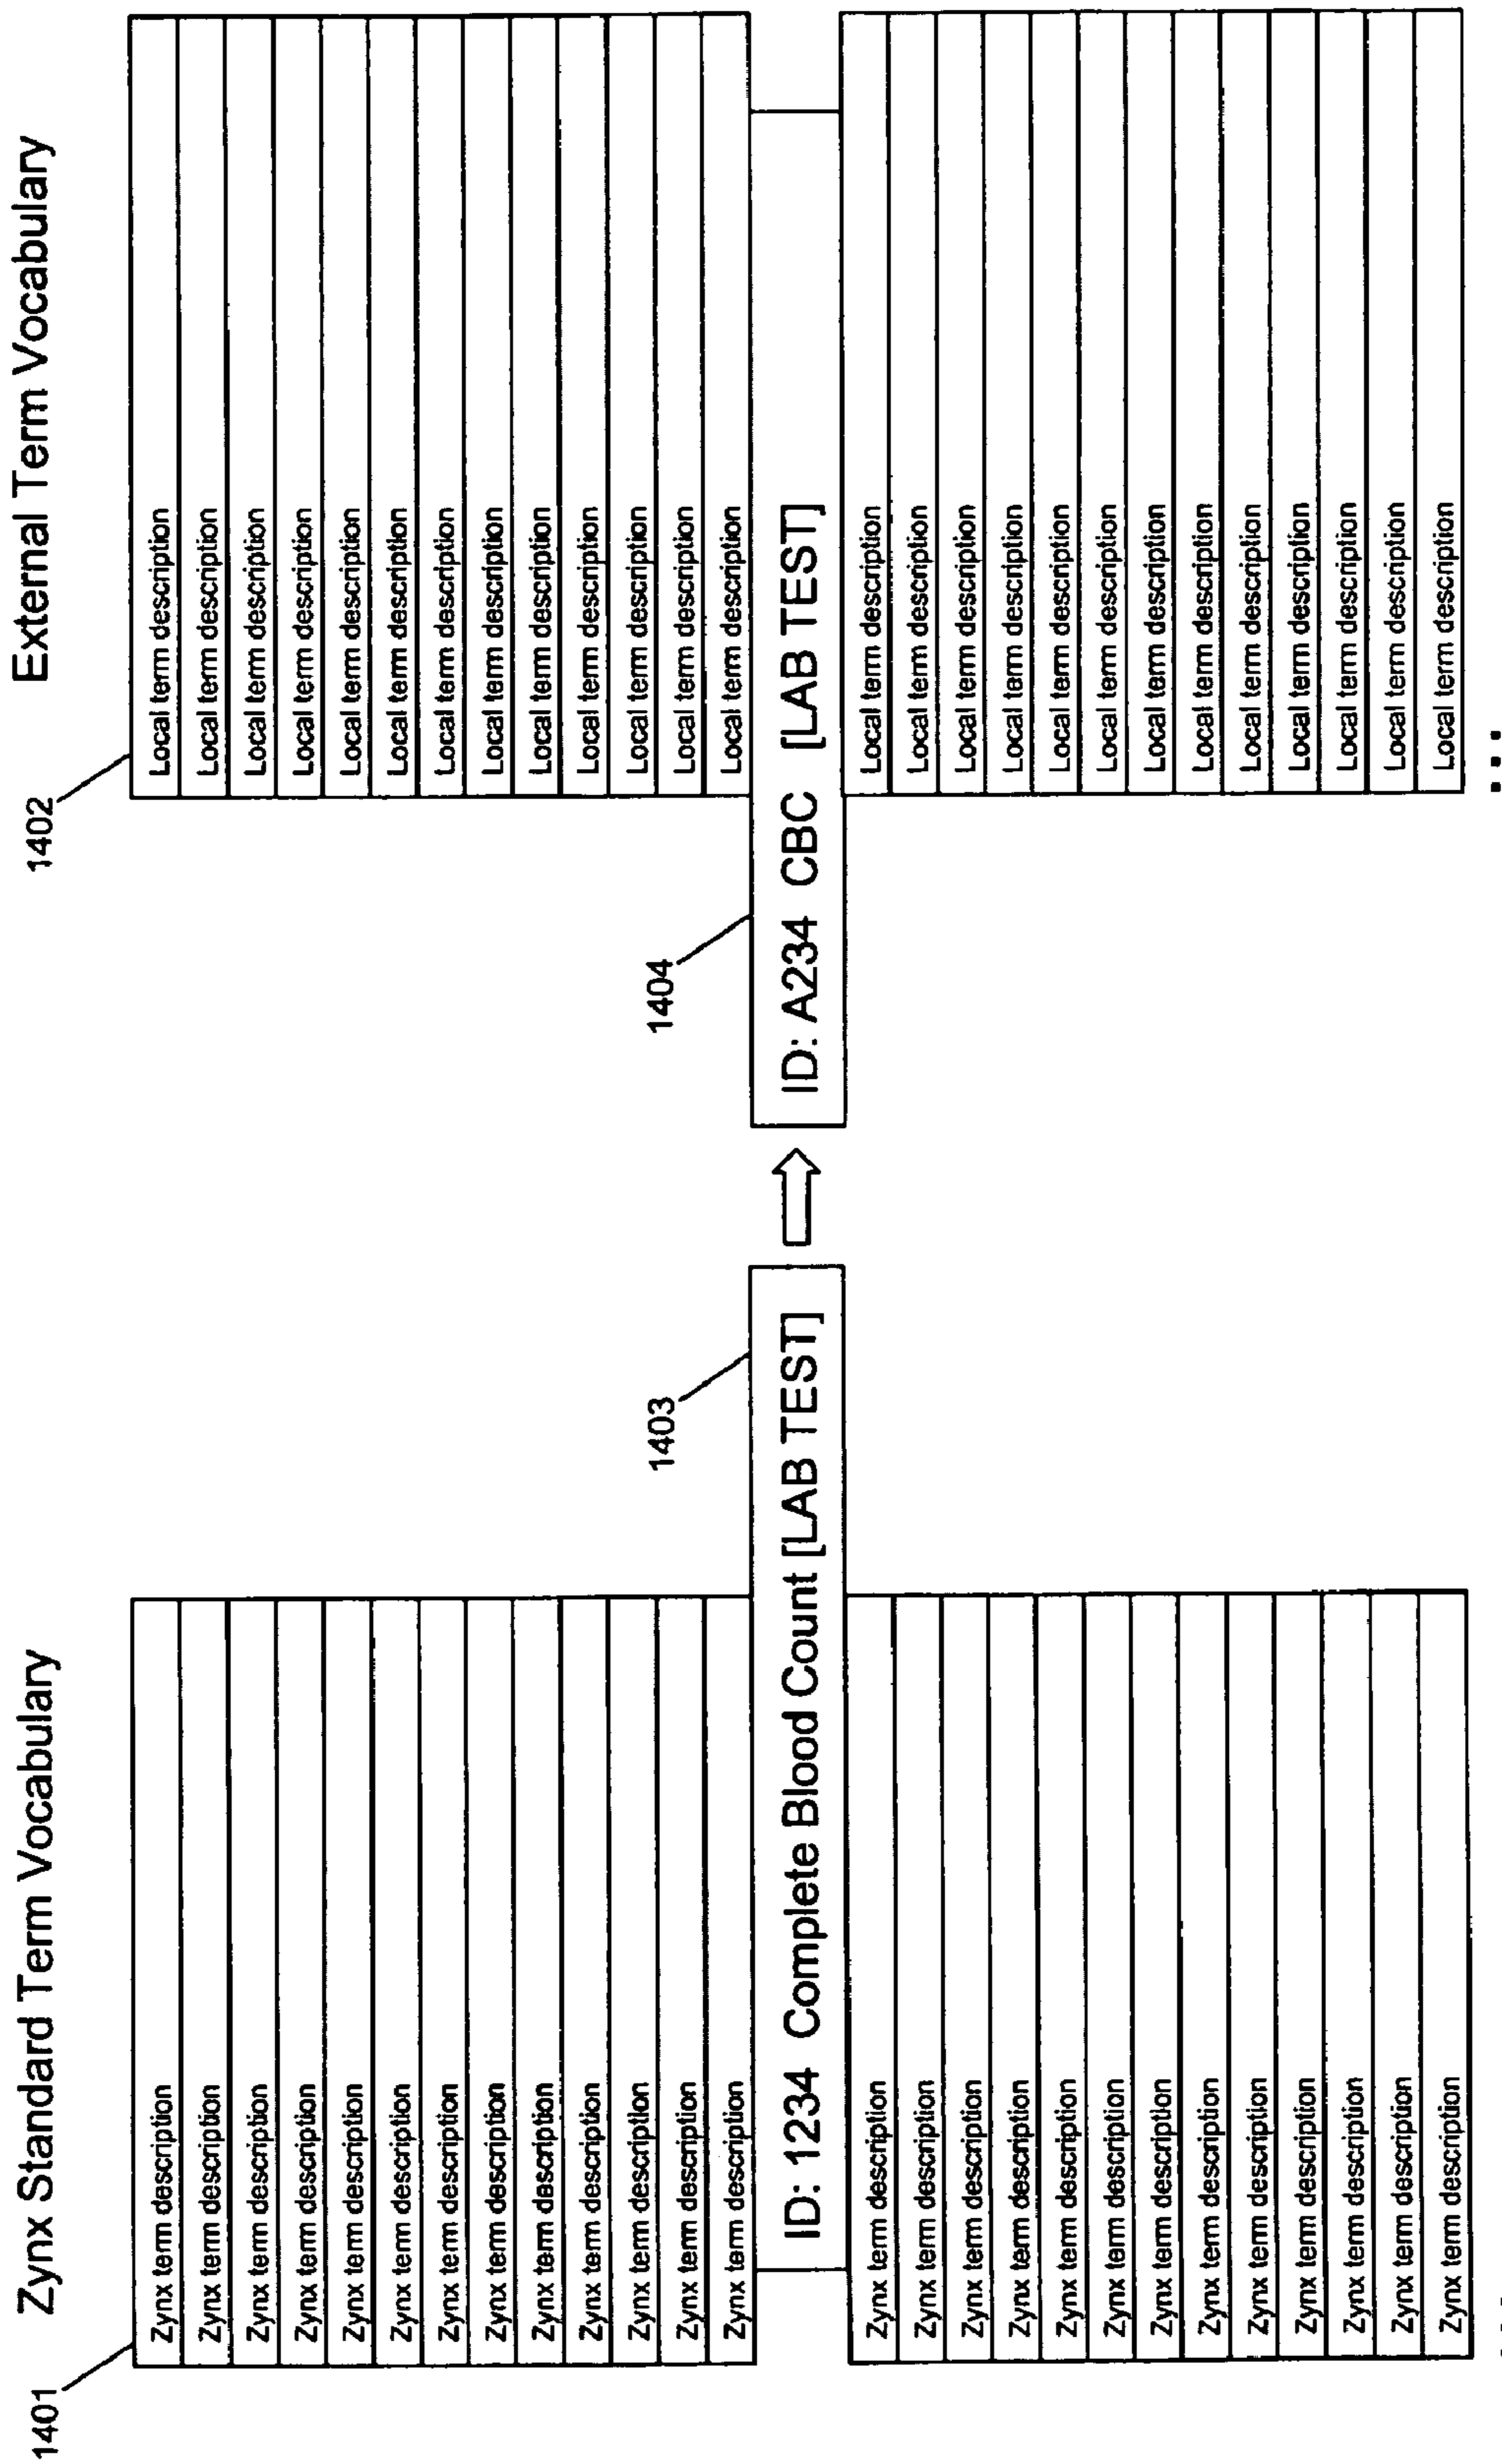 1401
Zynx Standard Term Vocabulary
Zynx term description
Zynx term description
Zynx term description
Zynx term description
Zynx term description
Zynx term description
Zynx term description
Zynx term description
Zynx term description
Zynx term description
Zynx term description
Zynx term description
Zynx term description
1403
ID: 1234 Complete Blood Count [LAB TEST]
Zynx term description
Zynx term description
Zynx term description
Zynx term description
Zynx term description
Zynx term description
Zynx term description
Zynx term description
Zynx term description
Zynx term description
Zynx term description
Zynx term description
Zynx term description
...
1402
External Term Vocabulary
Local term description
Local term description
Local term description
Local term description
Local term description
Local term description
Local term description
Local term description
Local term description
Local term description
Local term description
Local term description
Local term description
1404
ID: A234 CBC [LAB TEST]
Local term description
Local term description
Local term description
Local term description
Local term description
Local term description
Local term description
Local term description
Local term description
Local term description
Local term description
Local term description
Local term description
...